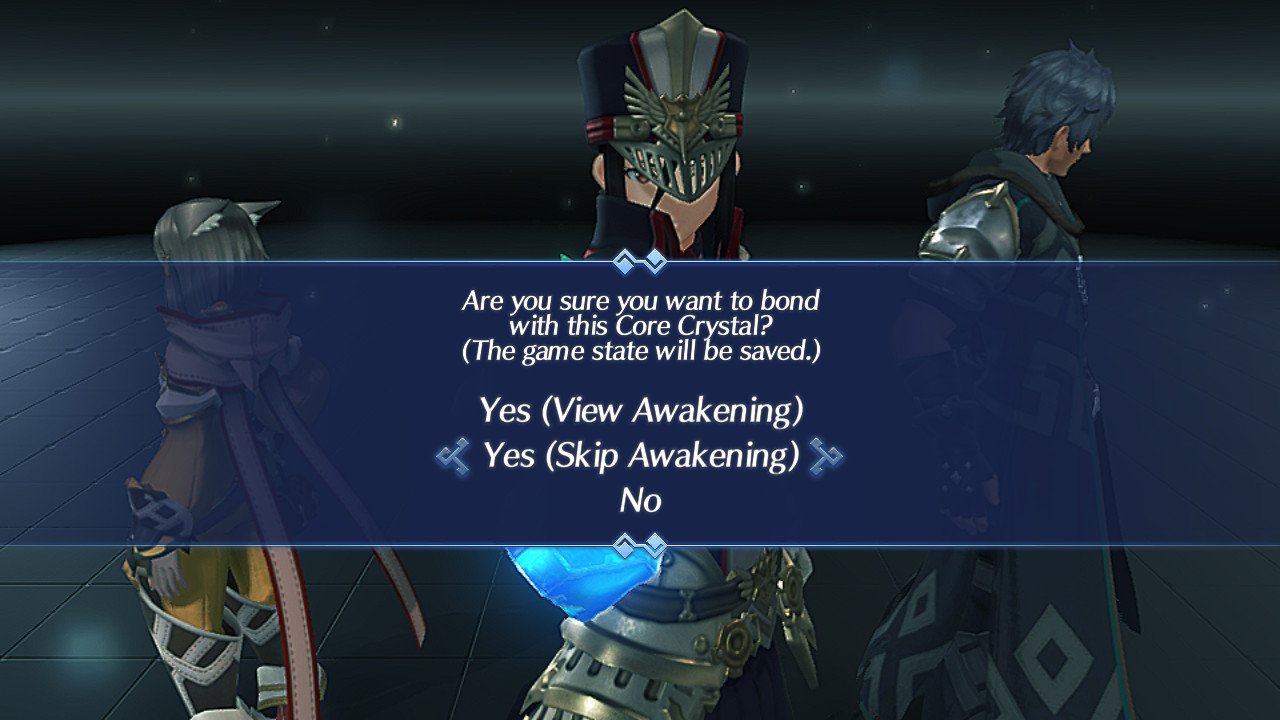 Are you sure you want to bond
with this Core Crystal?
(The game state will be saved.)
Yes (View Awakening)
Yes (Skip Awakening)
No